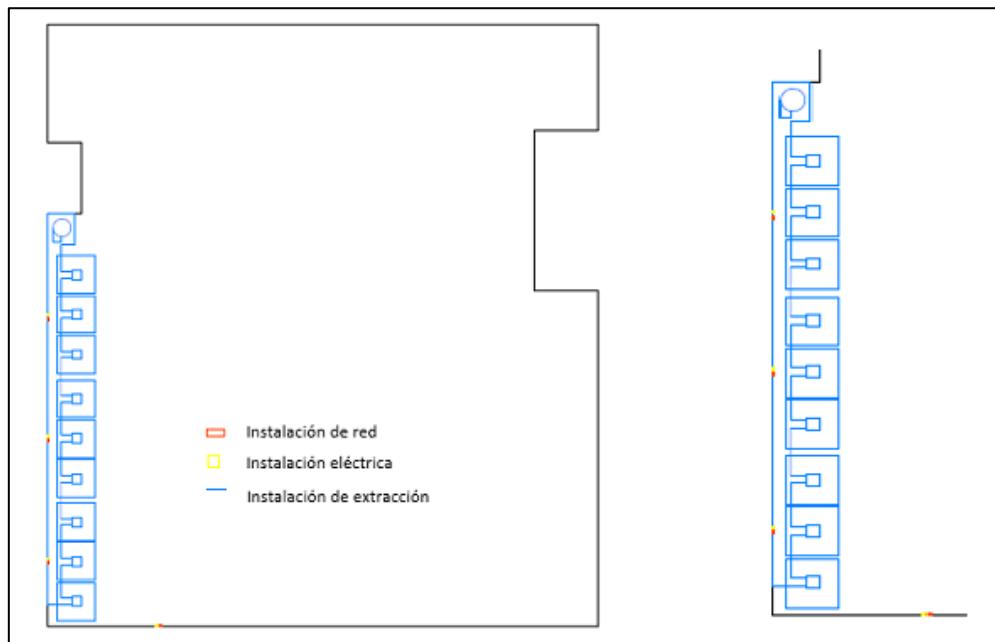 Instalación de red
Instalación eléctrica
Instalación de extracción